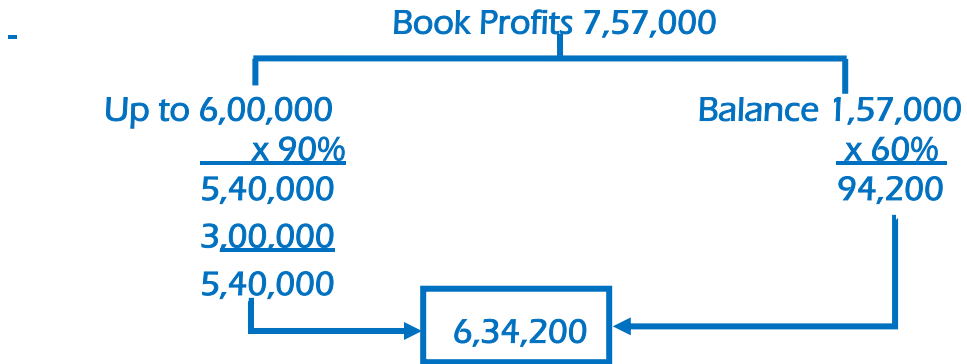 -
Book Profits 7,57,000
Up to 6,00,000
x 90%
5,40,000
3,00,000
5,40,000
Balance 1,57,000
x 60%
94,200
6,34,200